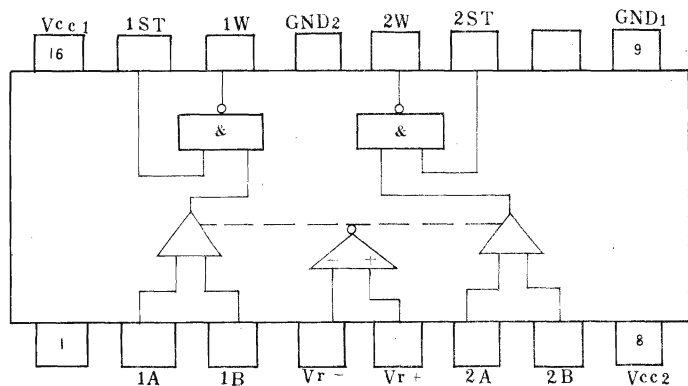 Vcc1 1ST 1W GND2 2W 2ST GND1
16 9
& &
- +
1 8
1A 1B Vr - Vr + 2A 2B Vcc2